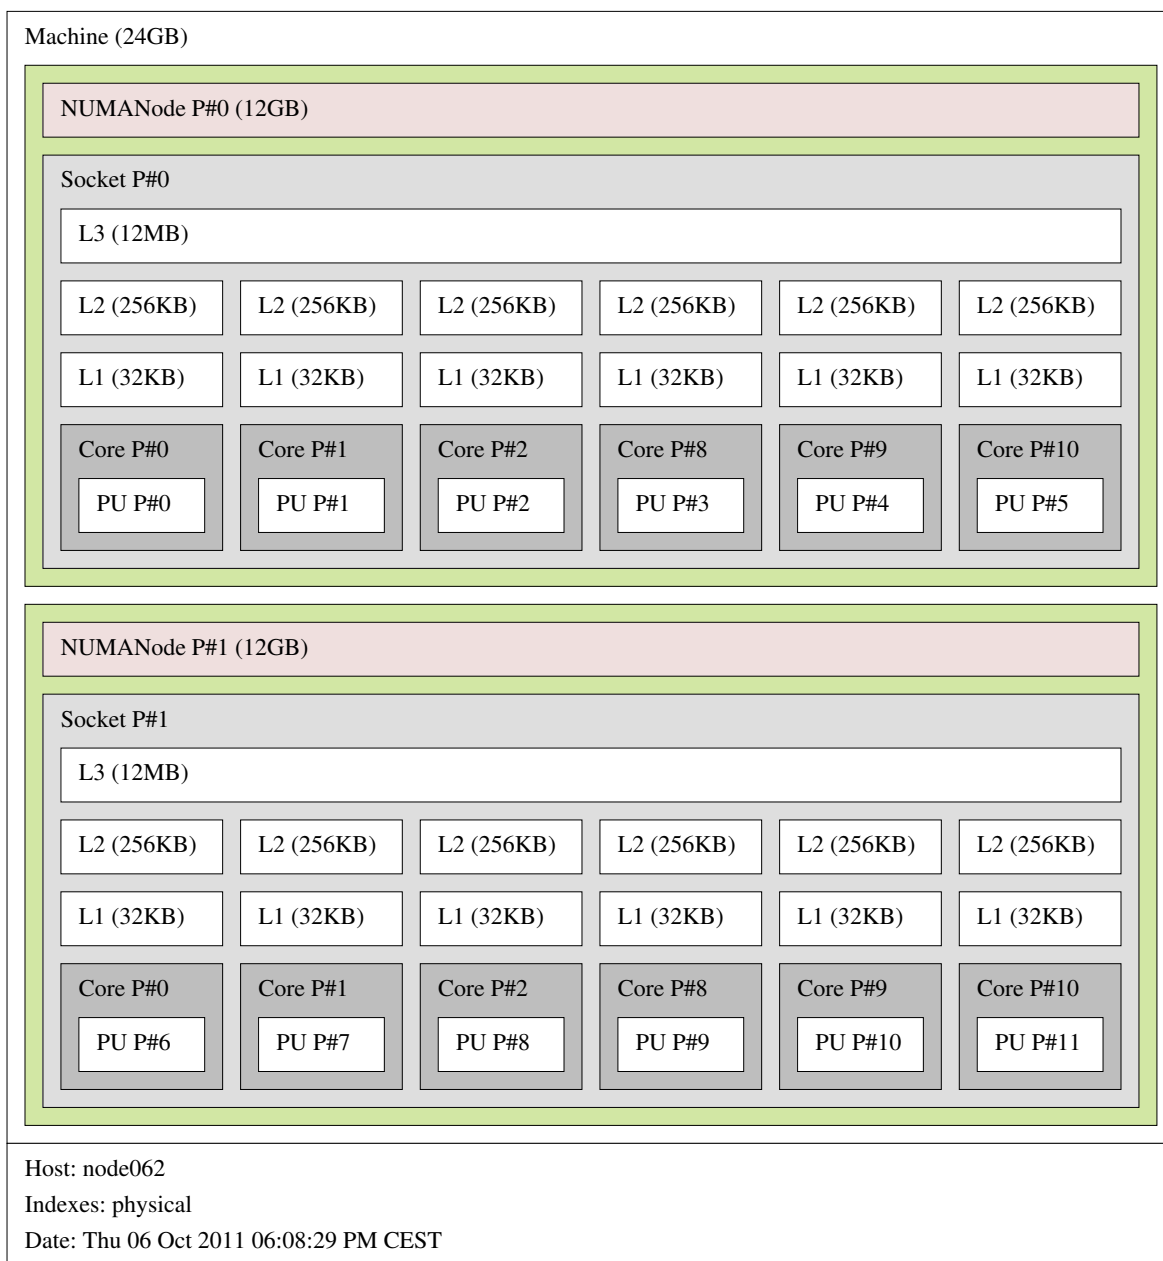 Machine (24GB)
NUMANode P#0 (12GB)
Socket P#0
L3 (12MB)
L2 (256KB) L2 (256KB) L2 (256KB) L2 (256KB) L2 (256KB) L2 (256KB)
L1 (32KB) L1 (32KB) L1 (32KB) L1 (32KB) L1 (32KB) L1 (32KB)
Core P#0 Core P#1 Core P#2 Core P#8 Core P#9 Core P#10
PU P#0 PU P#1 PU P#2 PU P#3 PU P#4 PU P#5
NUMANode P#1 (12GB)
Socket P#1
L3 (12MB)
L2 (256KB) L2 (256KB) L2 (256KB) L2 (256KB) L2 (256KB) L2 (256KB)
L1 (32KB) L1 (32KB) L1 (32KB) L1 (32KB) L1 (32KB) L1 (32KB)
Core P#0 Core P#1 Core P#2 Core P#8 Core P#9 Core P#10
PU P#6 PU P#7 PU P#8 PU P#9 PU P#10 PU P#11
Host: node062
Indexes: physical
Date: Thu 06 Oct 2011 06:08:29 PM CEST